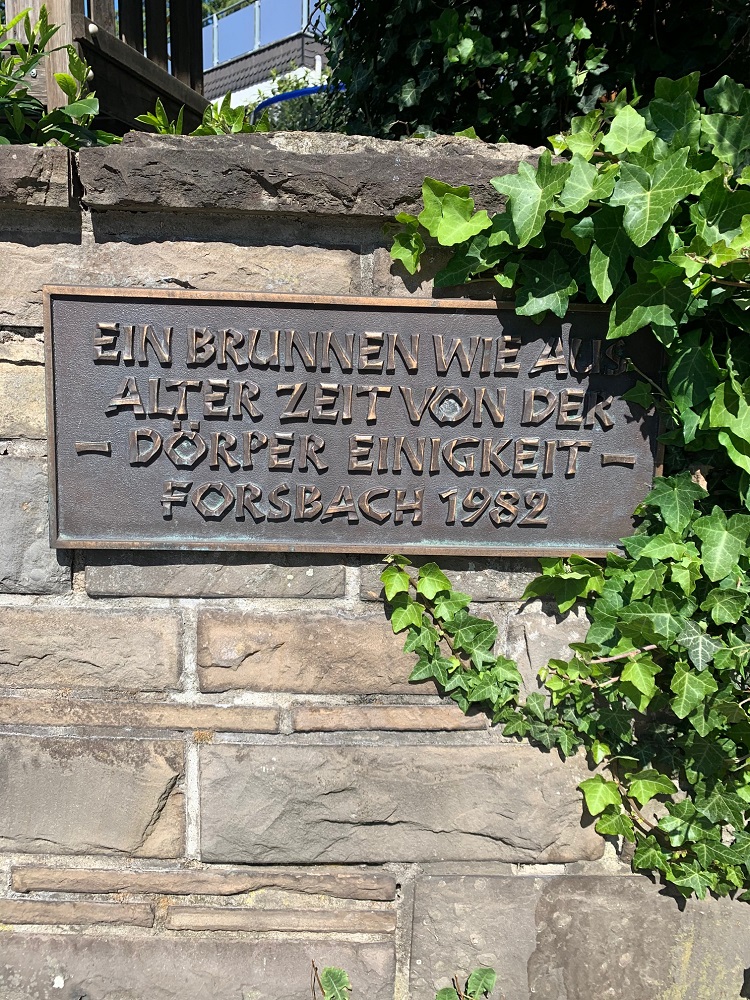 EIN BRUNNEN WIE AUS
ALTER ZEIT VON DER
– DÖRPER EINIGKEIT –
FORSBACH 1982